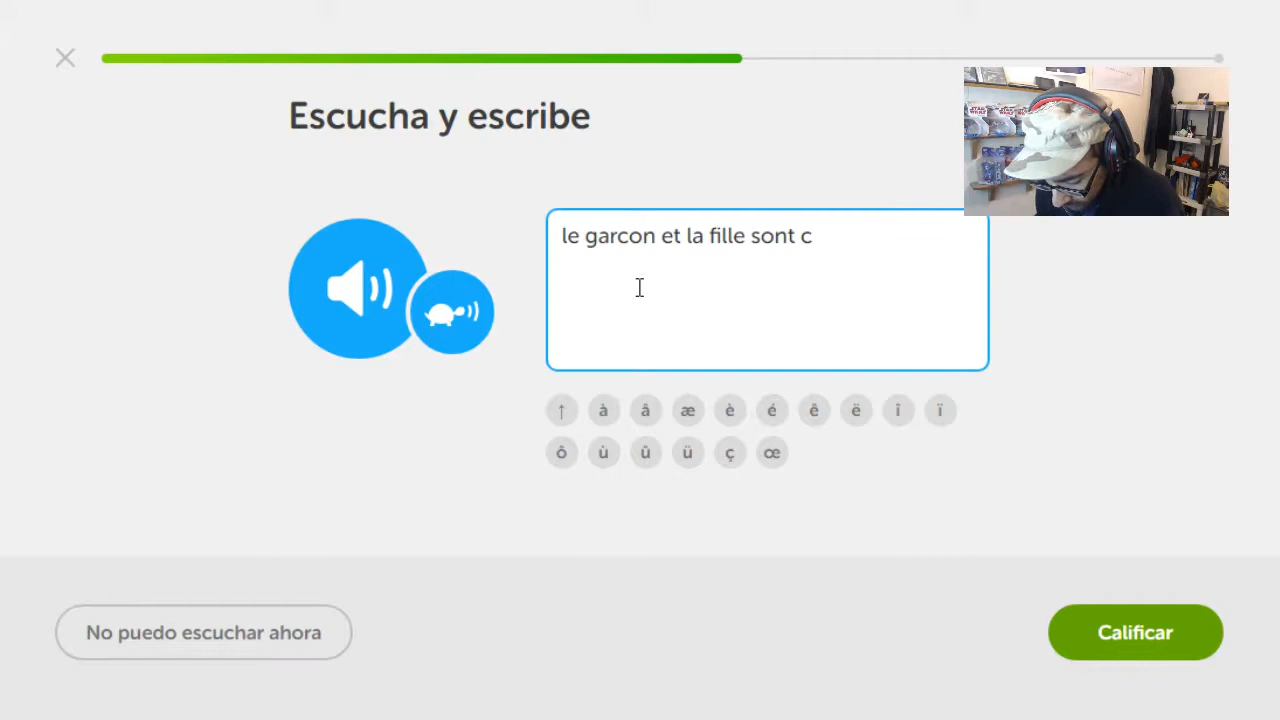 Escucha y escribe
le garcon et la fille sont c
↑ à â æ è é ê ë î ï
ô ù û ü ç œ
No puedo escuchar ahora
Calificar